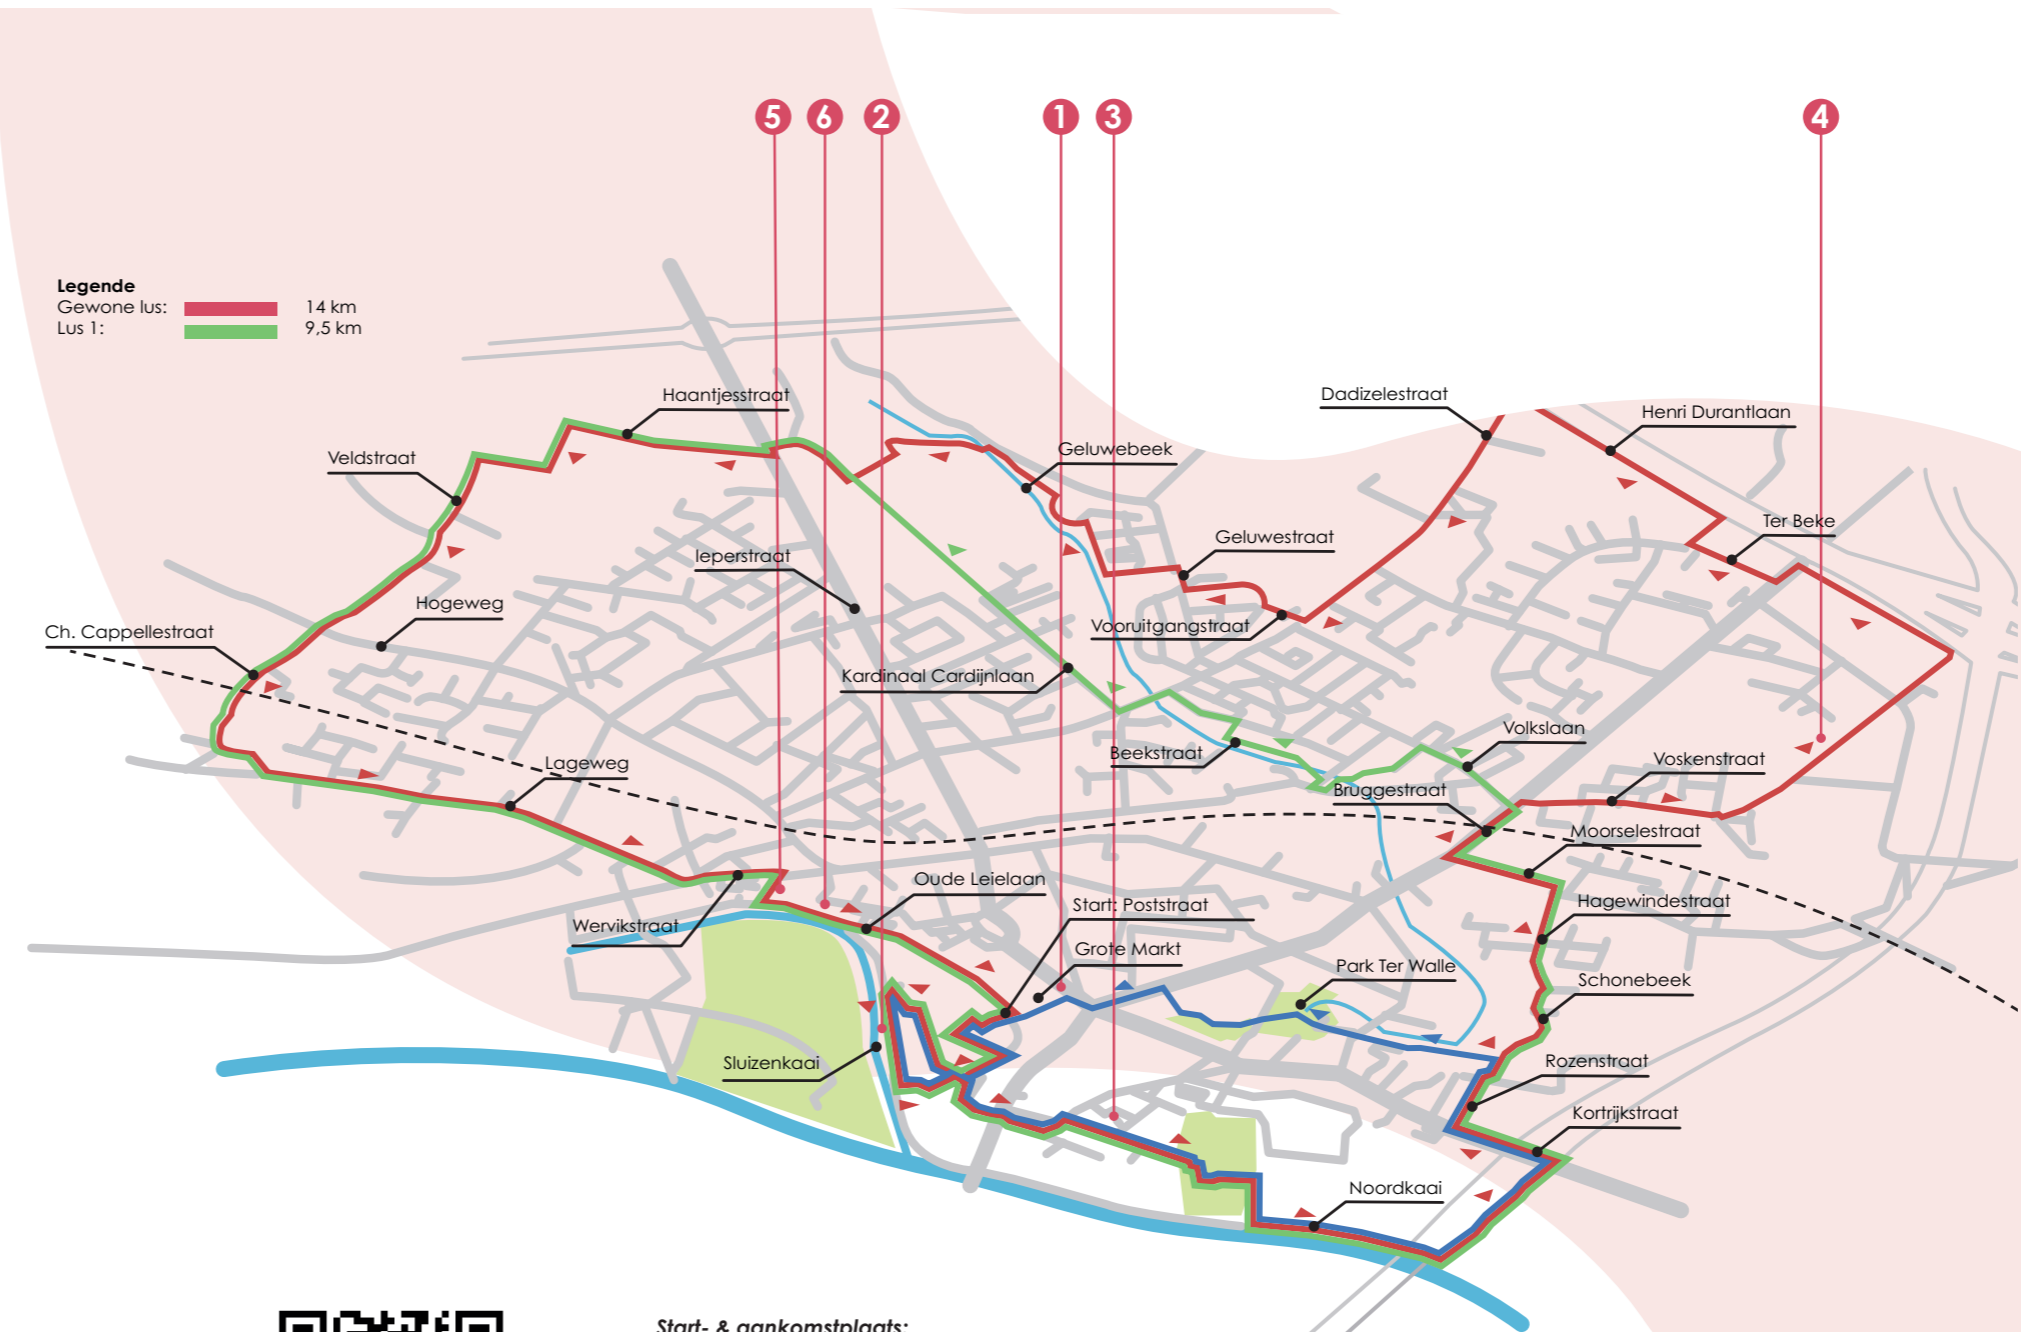 5 6 2 1 3 4
Legende
Gewone lus: 14 km
Lus 1: 9,5 km
Haantjesstraat
Dadizelestraat
Henri Durantlaan
Veldstraat
Geluwebeek
Ter Beke
Ieperstraat
Geluwestraat
Hogeweg
Ch. Cappellestraat
Vooruitgangstraat
Kardinaal Cardijnlaan
Volkslaan
Beekstraat
Voskenstraat
Lageweg
Bruggestraat
Moorselestraat
Oude Leielaan
Hagewindestraat
Start: Poststraat
Wervikstraat
Grote Markt
Park Ter Walle
Schonebeek
Sluizenkaai
Rozenstraat
Kortrijkstraat
Noordkaai
Start- & aankomstplaats: